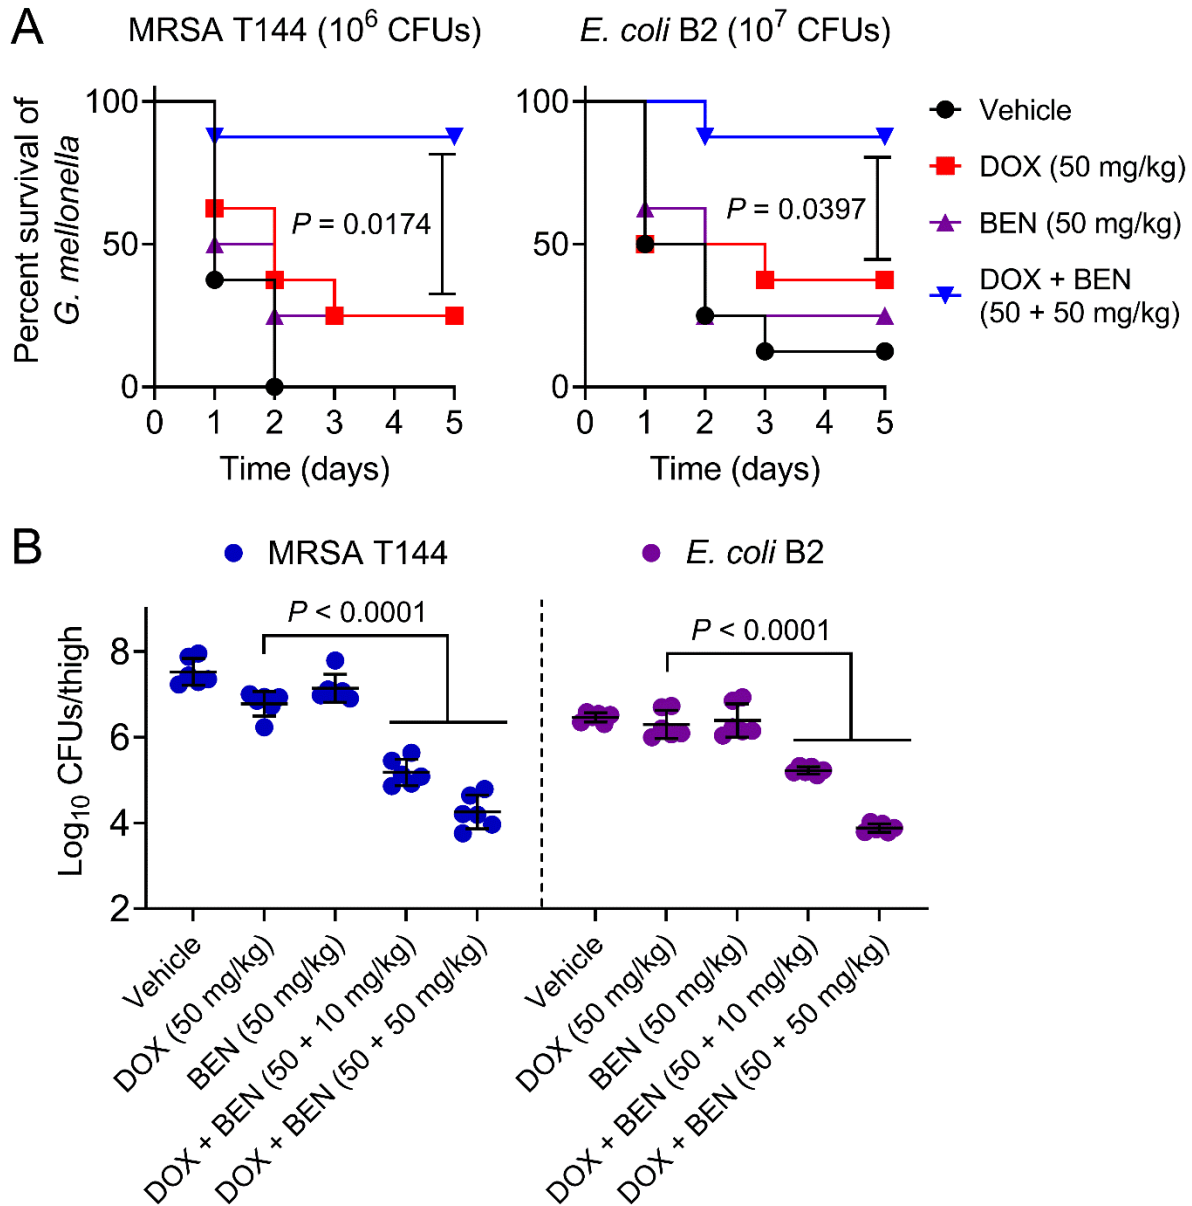 A
MRSA T144 (10⁶ CFUs)
E. coli B2 (10⁷ CFUs)
Percent survival of
G. mellonella
100
50
0
P = 0.0174
0 1 2 3 4 5
Time (days)
100
50
0
P = 0.0397
0 1 2 3 4 5
Time (days)
Vehicle
DOX (50 mg/kg)
BEN (50 mg/kg)
DOX + BEN
(50 + 50 mg/kg)
B
MRSA T144
E. coli B2
Log₁₀ CFUs/thigh
8
6
4
2
P < 0.0001
P < 0.0001
Vehicle
DOX (50 mg/kg)
BEN (50 mg/kg)
DOX + BEN (50 + 10 mg/kg)
DOX + BEN (50 + 50 mg/kg)
Vehicle
DOX (50 mg/kg)
BEN (50 mg/kg)
DOX + BEN (50 + 10 mg/kg)
DOX + BEN (50 + 50 mg/kg)